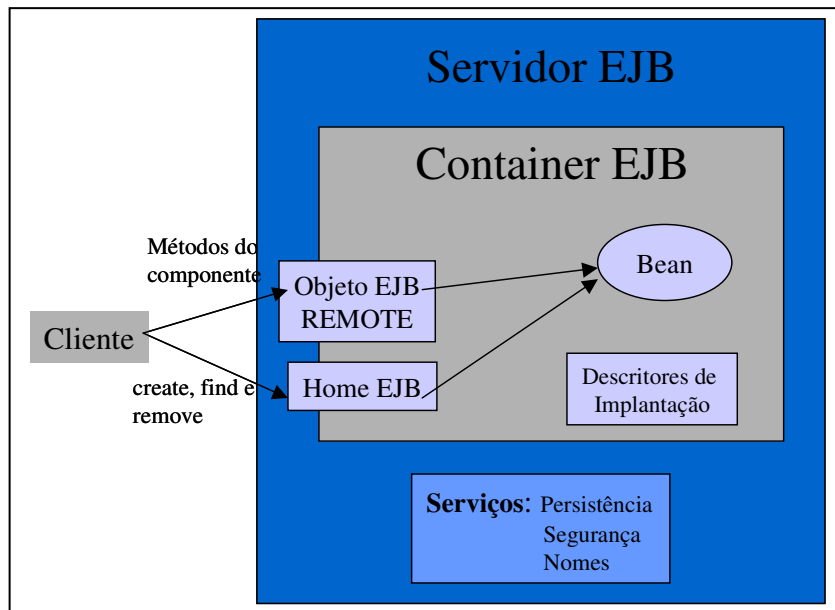 Servidor EJB
Container EJB
Métodos do
componente
Objeto EJB
REMOTE
Bean
Cliente
Home EJB
create, find e
remove
Descritores de
Implantação
Serviços: Persistência
Segurança
Nomes